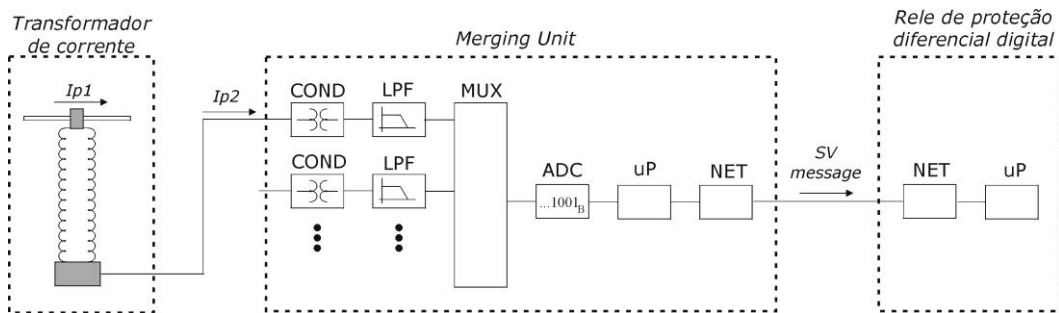 Transformador
de corrente
Merging Unit
Rele de proteção
diferencial digital
Ip1
Ip2
COND
LPF
MUX
COND
LPF
ADC
uP
NET
...1001B
SV
message
NET
uP